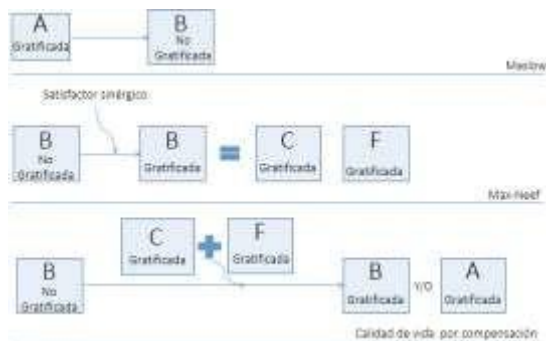 A
Gratificada
B
No
Gratificada
Maslow
Satisfactor sinérgico
B
No
Gratificada
B
Gratificada
=
C
Gratificada
F
Gratificada
Max-Neef
C
Gratificada
+
F
Gratificada
B
No
Gratificada
B
Gratificada
Y/O
A
Gratificada
Calidad de vida por compensación